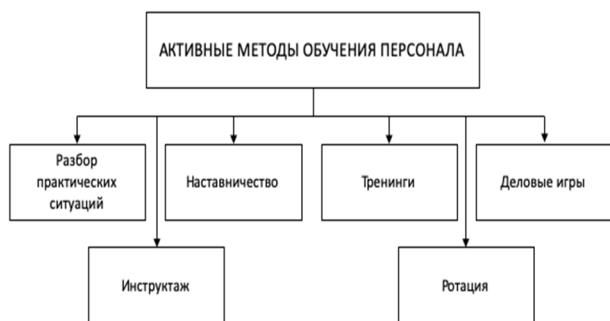 АКТИВНЫЕ МЕТОДЫ ОБУЧЕНИЯ ПЕРСОНАЛА
Разбор
практических
ситуаций
Наставничество
Тренинги
Деловые игры
Инструктаж
Ротация